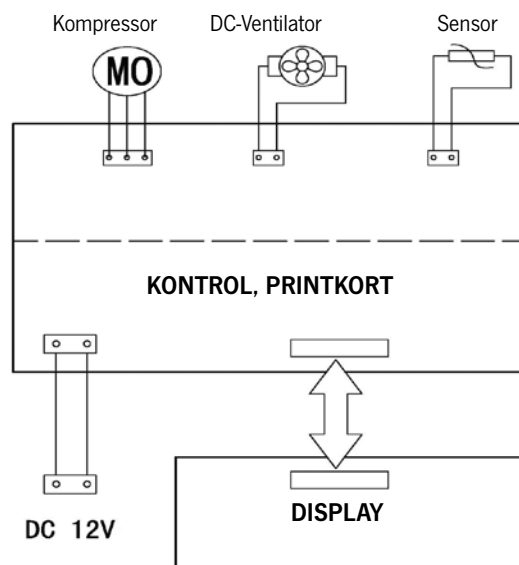 Kompressor DC-Ventilator Sensor
MO
KONTROL, PRINTKORT
DISPLAY
DC 12V